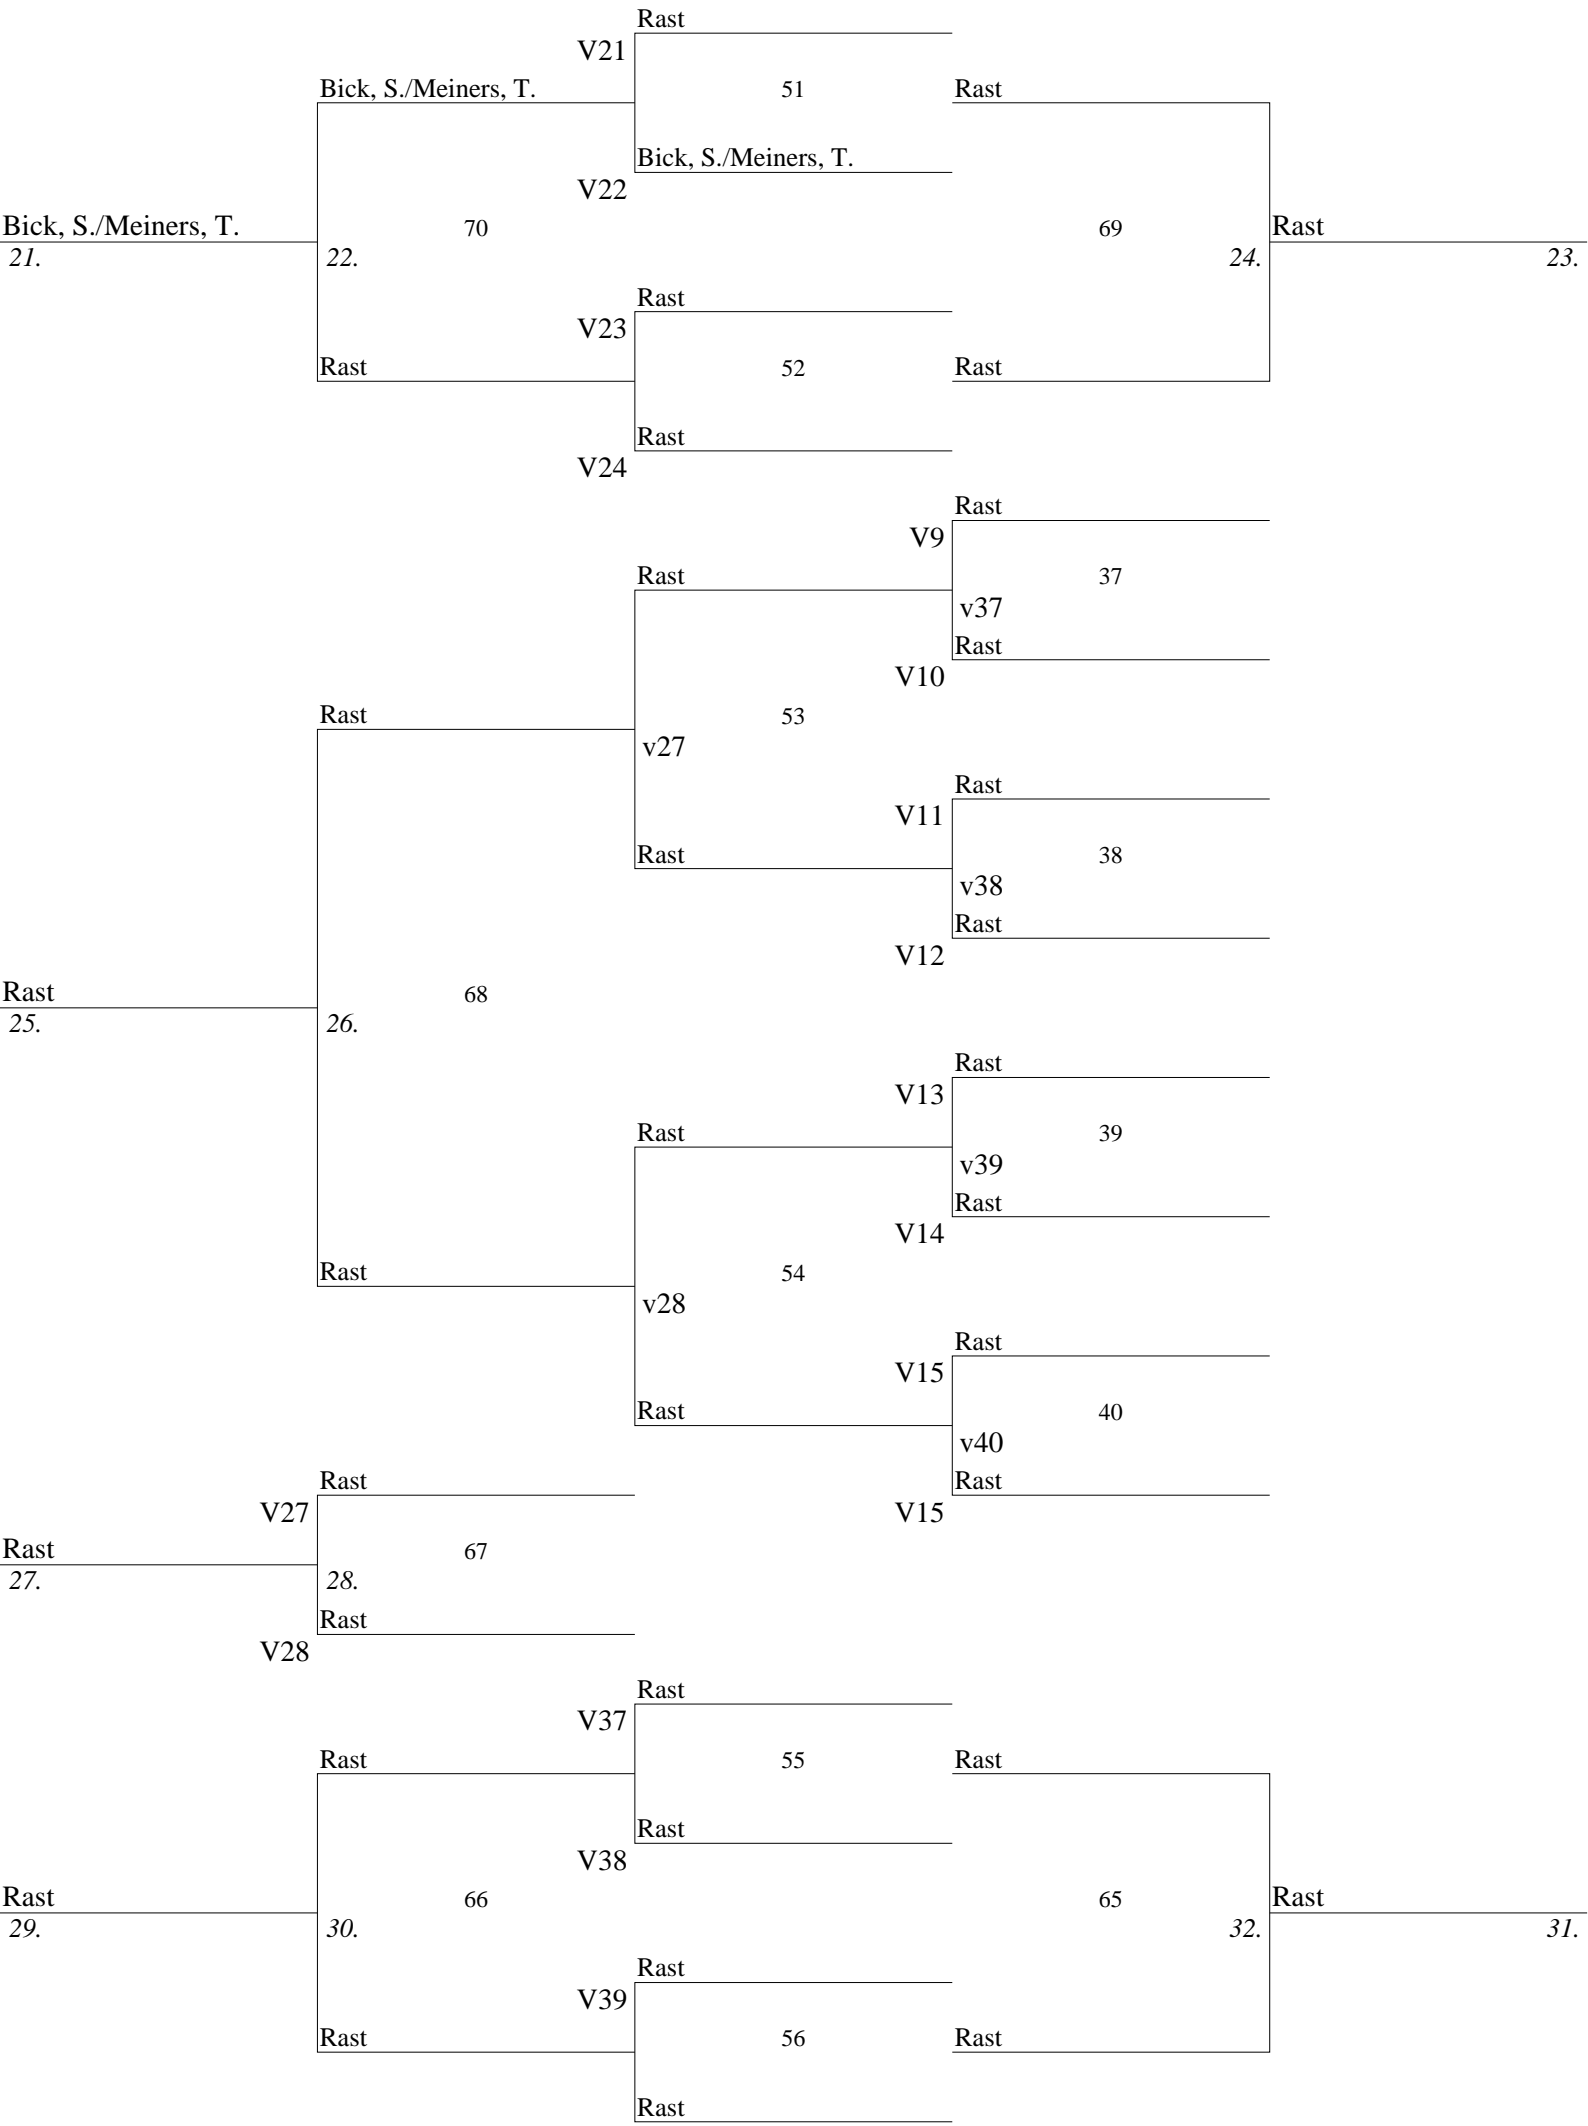 Rast
V21
Bick, S./Meiners, T.
51
Rast
Bick, S./Meiners, T.
V22
Bick, S./Meiners, T.
70
69
Rast
21.
22.
24.
23.
Rast
V23
Rast
52
Rast
Rast
V24
Rast
V9
Rast
37
v37
Rast
V10
Rast
53
v27
Rast
V11
Rast
38
v38
Rast
V12
Rast
68
25.
26.
Rast
V13
Rast
39
v39
Rast
V14
Rast
54
v28
Rast
V15
Rast
40
v40
Rast
Rast
V27
V15
Rast
67
27.
28.
Rast
V28
Rast
V37
Rast
55
Rast
Rast
V38
Rast
66
65
Rast
29.
30.
32.
31.
Rast
V39
Rast
56
Rast
Rast